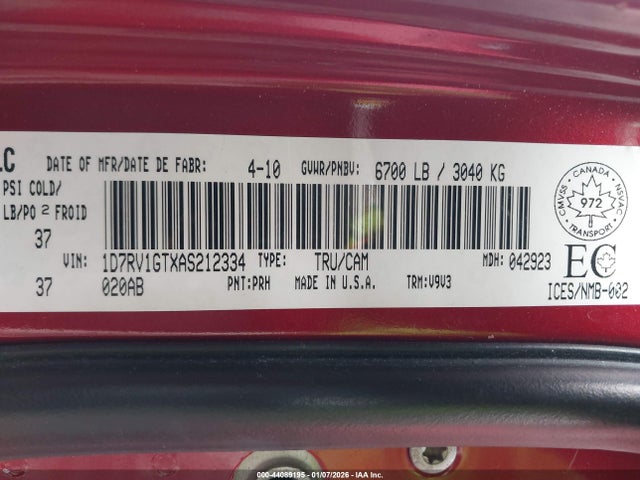 LC DATE OF MFR/DATE DE FABR: 4-10 GVWR/PNBV: 6700 LB / 3040 KG
PSI COLD/
LB/PO 2 FROID
37
VIN: 1D7RV1GTXAS212334 TYPE: TRU/CAM MDH: 042923
37 020AB PNT: PRH MADE IN U.S.A. TRM: V9V3
CANADA
CMVSS 972 NSVAC
TRANSPORT
EC
ICES/NMB-002
000-44089195 - 01/07/2026 - IAA Inc.